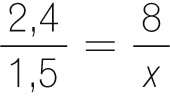 2,4/1,5 = 8/x